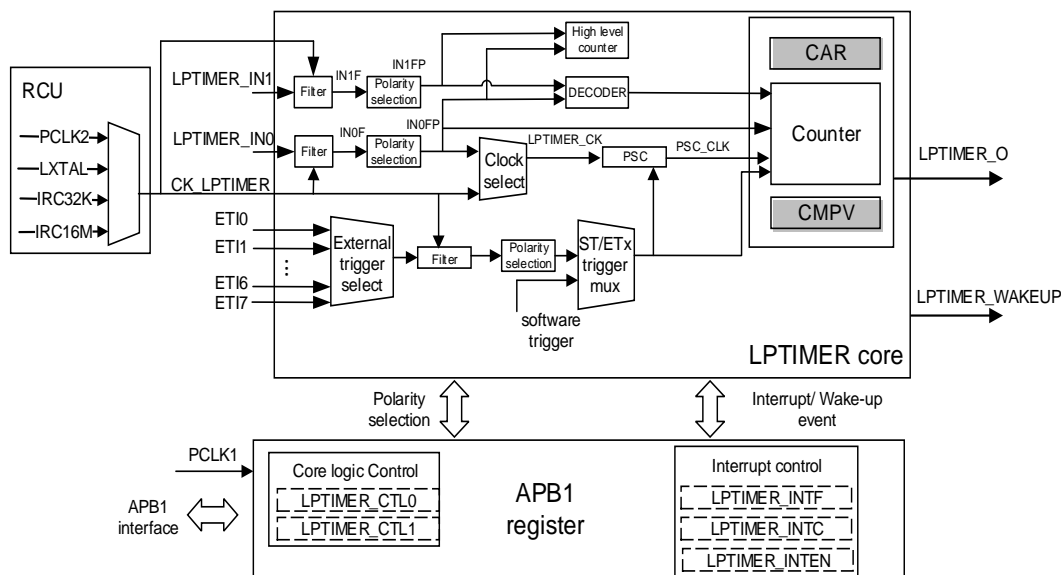 RCU
PCLK2
LXTAL
IRC32K
IRC16M
LPTIMER_IN1
LPTIMER_IN0
CK_LPTIMER
ETI0
ETI1
⋮
ETI6
ETI7
Filter
IN1F
Polarity
selection
IN1FP
High level
counter
DECODER
Filter
IN0F
Polarity
selection
IN0FP
Clock
select
LPTIMER_CK
PSC
PSC_CLK
CAR
Counter
CMPV
LPTIMER_O
External
trigger
select
Filter
Polarity
selection
ST/ETx
trigger
mux
software
trigger
LPTIMER_WAKEUP
LPTIMER core
Polarity
selection
Interrupt/ Wake-up
event
PCLK1
APB1
interface
Core logic Control
LPTIMER_CTL0
LPTIMER_CTL1
APB1
register
Interrupt control
LPTIMER_INTF
LPTIMER_INTC
LPTIMER_INTEN